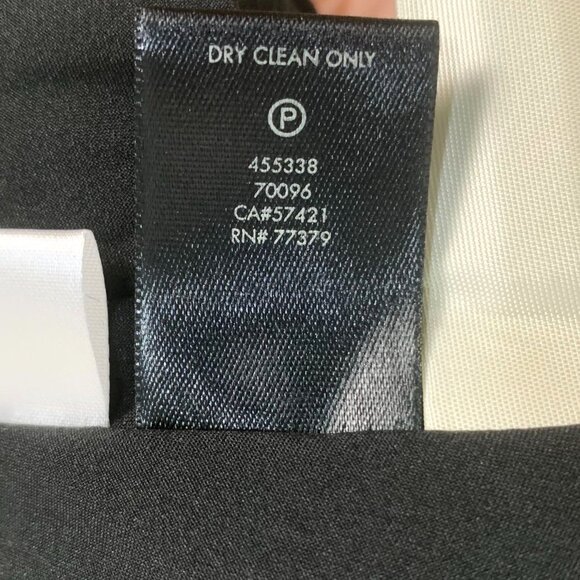 DRY CLEAN ONLY
P
455338
70096
CA#57421
RN# 77379